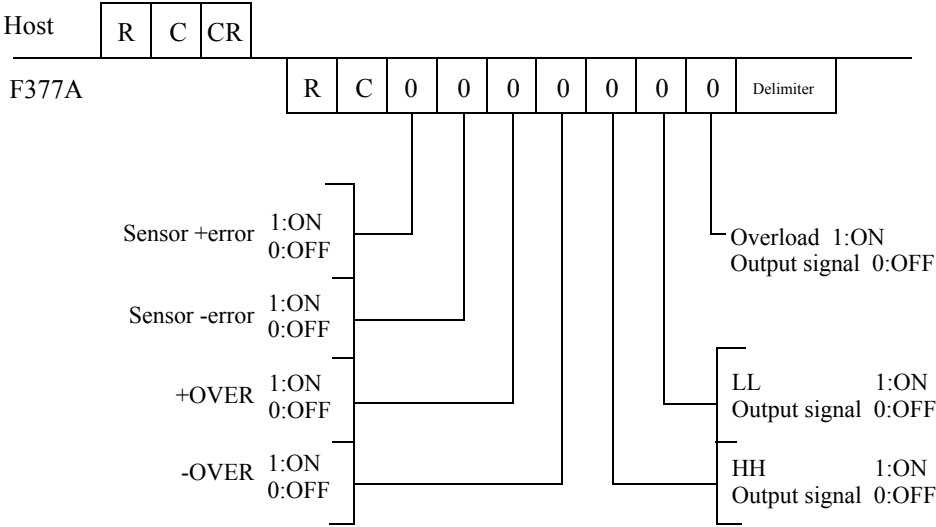 Host R C CR
F377A R C 0 0 0 0 0 0 0 Delimiter
Sensor +error 1:ON
0:OFF
Sensor -error 1:ON
0:OFF
+OVER 1:ON
0:OFF
-OVER 1:ON
0:OFF
Overload 1:ON
Output signal 0:OFF
LL 1:ON
Output signal 0:OFF
HH 1:ON
Output signal 0:OFF